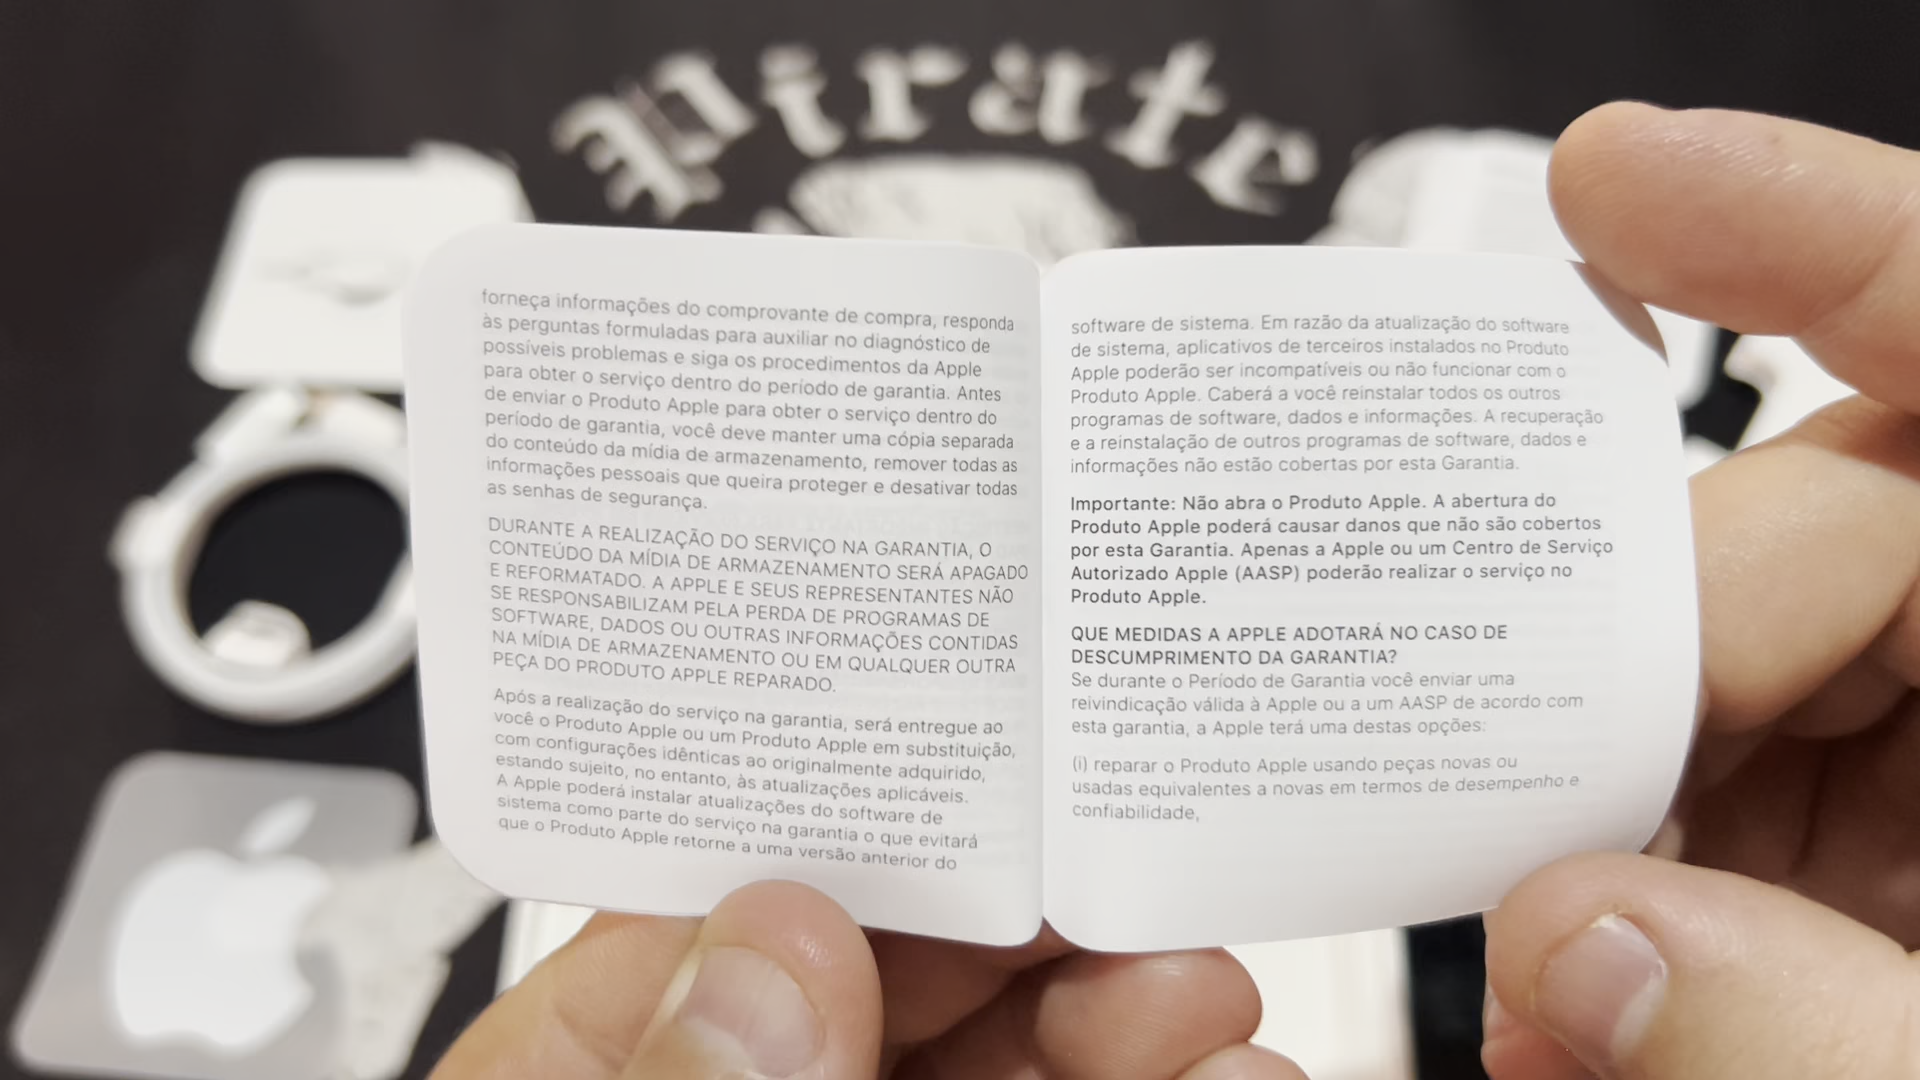 Pirate
forneça informações do comprovante de compra, responda
às perguntas formuladas para auxiliar no diagnóstico de
possíveis problemas e siga os procedimentos da Apple
para obter o serviço dentro do período de garantia. Antes
de enviar o Produto Apple para obter o serviço dentro do
período de garantia, você deve manter uma cópia separada
do conteúdo da mídia de armazenamento, remover todas as
informações pessoais que queira proteger e desativar todas
as senhas de segurança.
DURANTE A REALIZAÇÃO DO SERVIÇO NA GARANTIA, O
CONTEÚDO DA MÍDIA DE ARMAZENAMENTO SERÁ APAGADO
E REFORMATADO. A APPLE E SEUS REPRESENTANTES NÃO
SE RESPONSABILIZAM PELA PERDA DE PROGRAMAS DE
SOFTWARE, DADOS OU OUTRAS INFORMAÇÕES CONTIDAS
NA MÍDIA DE ARMAZENAMENTO OU EM QUALQUER OUTRA
PEÇA DO PRODUTO APPLE REPARADO.
Após a realização do serviço na garantia, será entregue ao
você o Produto Apple ou um Produto Apple em substituição,
com configurações idênticas ao originalmente adquirido,
estando sujeito, no entanto, às atualizações aplicáveis.
A Apple poderá instalar atualizações do software de
sistema como parte do serviço na garantia o que evitará
que o Produto Apple retorne a uma versão anterior do
software de sistema. Em razão da atualização do software
de sistema, aplicativos de terceiros instalados no Produto
Apple poderão ser incompatíveis ou não funcionar com o
Produto Apple. Caberá a você reinstalar todos os outros
programas de software, dados e informações. A recuperação
e a reinstalação de outros programas de software, dados e
informações não estão cobertas por esta Garantia.
Importante: Não abra o Produto Apple. A abertura do
Produto Apple poderá causar danos que não são cobertos
por esta Garantia. Apenas a Apple ou um Centro de Serviço
Autorizado Apple (AASP) poderão realizar o serviço no
Produto Apple.
QUE MEDIDAS A APPLE ADOTARÁ NO CASO DE
DESCUMPRIMENTO DA GARANTIA?
Se durante o Período de Garantia você enviar uma
reivindicação válida à Apple ou a um AASP de acordo com
esta garantia, a Apple terá uma destas opções:
(i) reparar o Produto Apple usando peças novas ou
usadas equivalentes a novas em termos de desempenho e
confiabilidade,